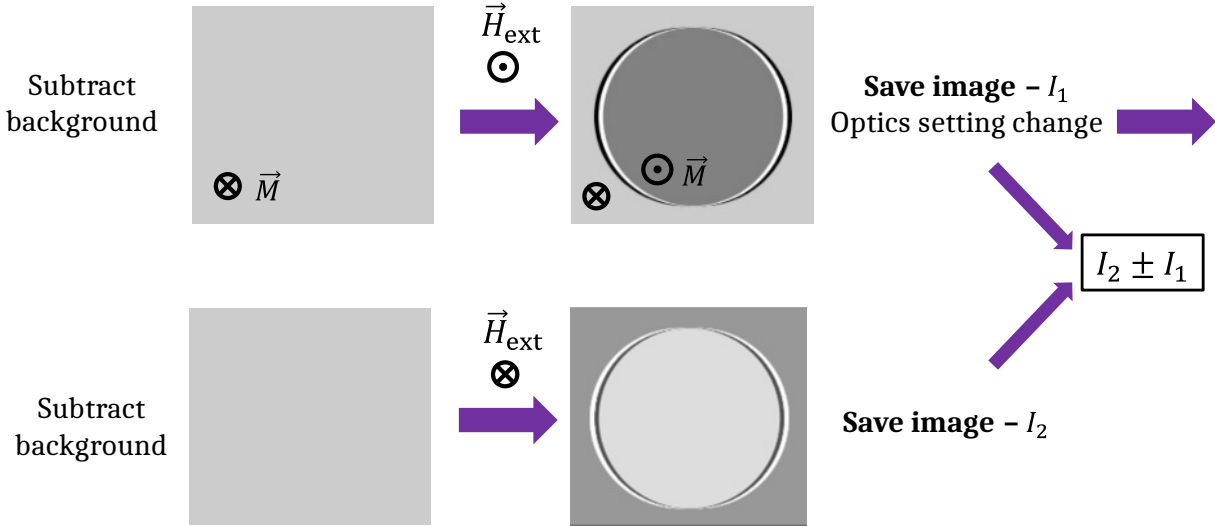 Subtract
background
M⃗
H⃗ext
M⃗
Save image – I₁
Optics setting change
I₂ ± I₁
Subtract
background
H⃗ext
Save image – I₂